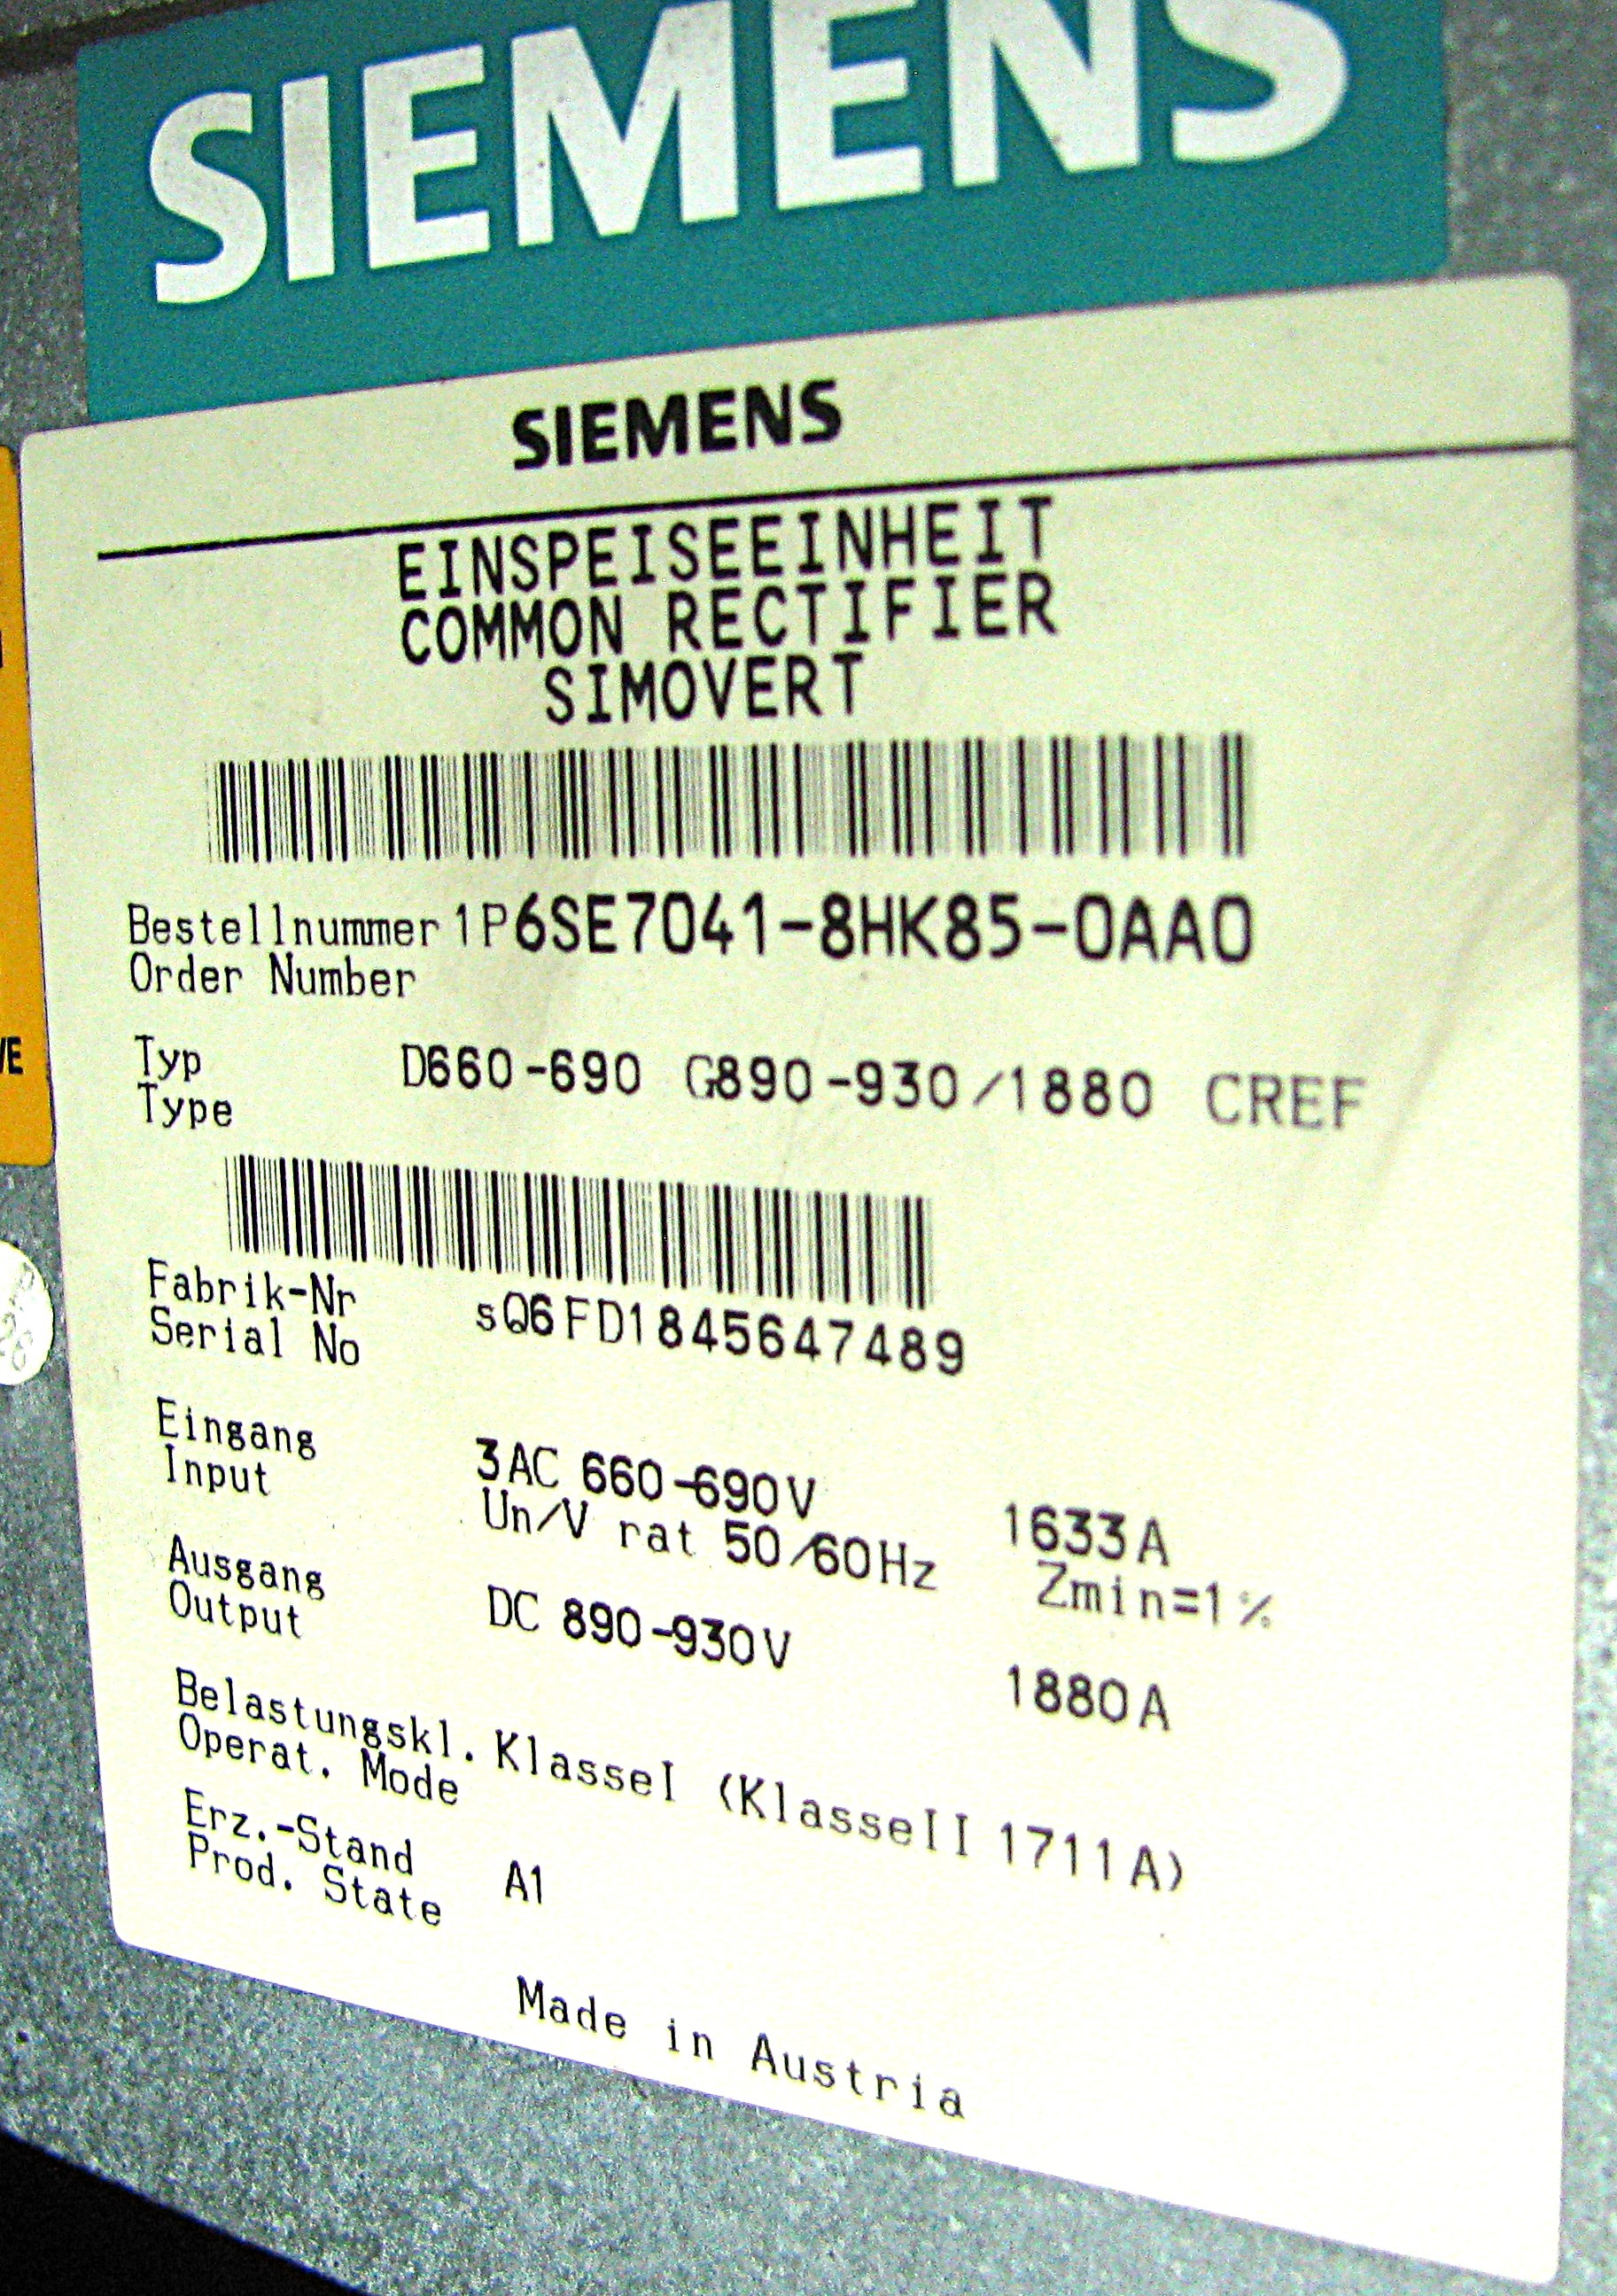 SIEMENS
SIEMENS
EINSPEISEEINHEIT
COMMON RECTIFIER
SIMOVERT
Bestellnummer 1P6SE7041-8HK85-0AA0
Order Number
Typ
Type D660-690 G890-930/1880 CREF
VE
Fabrik-Nr
Serial No sQ6FD1845647489
Eingang
Input 3AC 660-690V 1633A
Un/V rat 50/60Hz Zmin=1%
Ausgang
Output DC 890-930V 1880A
Belastungskl. KlasseI (KlasseII 1711A)
Operat. Mode
Erz.-Stand
Prod. State A1
Made in Austria